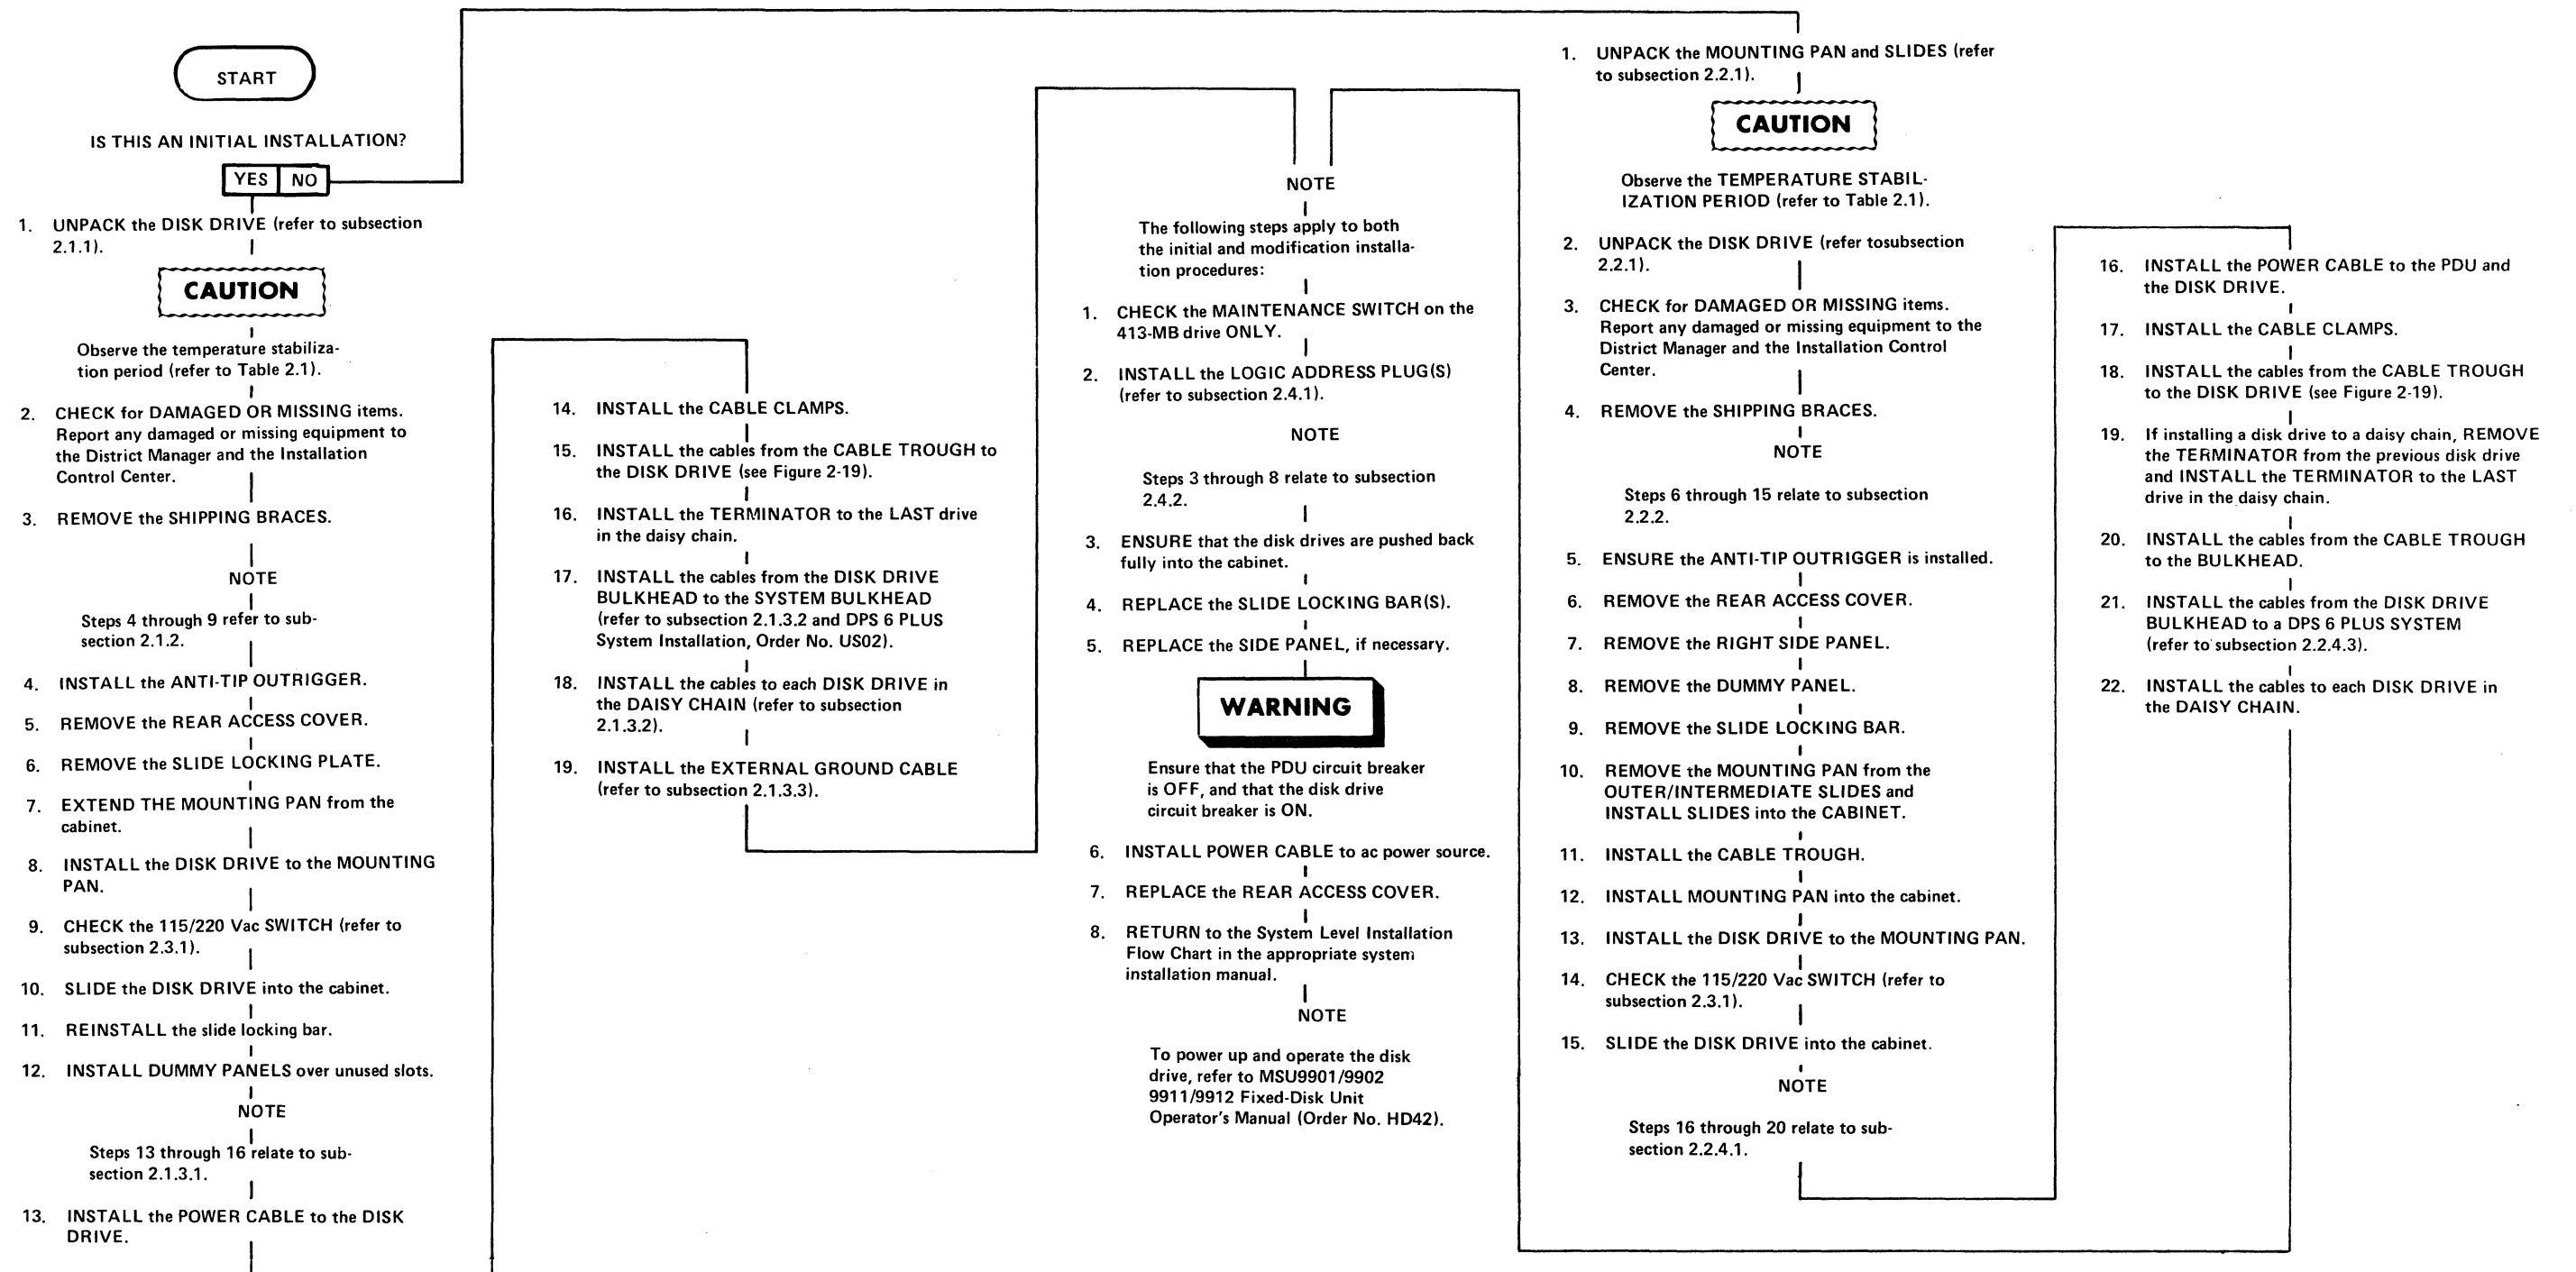 START
IS THIS AN INITIAL INSTALLATION?
YES NO
1. UNPACK the DISK DRIVE (refer to subsection
2.1.1).
CAUTION
Observe the temperature stabiliza-
tion period (refer to Table 2.1).
2. CHECK for DAMAGED OR MISSING items.
Report any damaged or missing equipment to
the District Manager and the Installation
Control Center.
3. REMOVE the SHIPPING BRACES.
NOTE
Steps 4 through 9 refer to sub-
section 2.1.2.
4. INSTALL the ANTI-TIP OUTRIGGER.
5. REMOVE the REAR ACCESS COVER.
6. REMOVE the SLIDE LOCKING PLATE.
7. EXTEND THE MOUNTING PAN from the
cabinet.
8. INSTALL the DISK DRIVE to the MOUNTING
PAN.
9. CHECK the 115/220 Vac SWITCH (refer to
subsection 2.3.1).
10. SLIDE the DISK DRIVE into the cabinet.
11. REINSTALL the slide locking bar.
12. INSTALL DUMMY PANELS over unused slots.
NOTE
Steps 13 through 16 relate to sub-
section 2.1.3.1.
13. INSTALL the POWER CABLE to the DISK
DRIVE.
14. INSTALL the CABLE CLAMPS.
15. INSTALL the cables from the CABLE TROUGH to
the DISK DRIVE (see Figure 2-19).
16. INSTALL the TERMINATOR to the LAST drive
in the daisy chain.
17. INSTALL the cables from the DISK DRIVE
BULKHEAD to the SYSTEM BULKHEAD
(refer to subsection 2.1.3.2 and DPS 6 PLUS
System Installation, Order No. US02).
18. INSTALL the cables to each DISK DRIVE in
the DAISY CHAIN (refer to subsection
2.1.3.2).
19. INSTALL the EXTERNAL GROUND CABLE
(refer to subsection 2.1.3.3).
NOTE
The following steps apply to both
the initial and modification installa-
tion procedures:
1. CHECK the MAINTENANCE SWITCH on the
413-MB drive ONLY.
2. INSTALL the LOGIC ADDRESS PLUG(S)
(refer to subsection 2.4.1).
NOTE
Steps 3 through 8 relate to subsection
2.4.2.
3. ENSURE that the disk drives are pushed back
fully into the cabinet.
4. REPLACE the SLIDE LOCKING BAR(S).
5. REPLACE the SIDE PANEL, if necessary.
WARNING
Ensure that the PDU circuit breaker
is OFF, and that the disk drive
circuit breaker is ON.
6. INSTALL POWER CABLE to ac power source.
7. REPLACE the REAR ACCESS COVER.
8. RETURN to the System Level Installation
Flow Chart in the appropriate system
installation manual.
NOTE
To power up and operate the disk
drive, refer to MSU9901/9902
9911/9912 Fixed-Disk Unit
Operator's Manual (Order No. HD42).
1. UNPACK the MOUNTING PAN and SLIDES (refer
to subsection 2.2.1).
CAUTION
Observe the TEMPERATURE STABIL-
IZATION PERIOD (refer to Table 2.1).
2. UNPACK the DISK DRIVE (refer tosubsection
2.2.1).
3. CHECK for DAMAGED OR MISSING items.
Report any damaged or missing equipment to the
District Manager and the Installation Control
Center.
4. REMOVE the SHIPPING BRACES.
NOTE
Steps 6 through 15 relate to subsection
2.2.2.
5. ENSURE the ANTI-TIP OUTRIGGER is installed.
6. REMOVE the REAR ACCESS COVER.
7. REMOVE the RIGHT SIDE PANEL.
8. REMOVE the DUMMY PANEL.
9. REMOVE the SLIDE LOCKING BAR.
10. REMOVE the MOUNTING PAN from the
OUTER/INTERMEDIATE SLIDES and
INSTALL SLIDES into the CABINET.
11. INSTALL the CABLE TROUGH.
12. INSTALL MOUNTING PAN into the cabinet.
13. INSTALL the DISK DRIVE to the MOUNTING PAN.
14. CHECK the 115/220 Vac SWITCH (refer to
subsection 2.3.1).
15. SLIDE the DISK DRIVE into the cabinet.
NOTE
Steps 16 through 20 relate to sub-
section 2.2.4.1.
16. INSTALL the POWER CABLE to the PDU and
the DISK DRIVE.
17. INSTALL the CABLE CLAMPS.
18. INSTALL the cables from the CABLE TROUGH
to the DISK DRIVE (see Figure 2-19).
19. If installing a disk drive to a daisy chain, REMOVE
the TERMINATOR from the previous disk drive
and INSTALL the TERMINATOR to the LAST
drive in the daisy chain.
20. INSTALL the cables from the CABLE TROUGH
to the BULKHEAD.
21. INSTALL the cables from the DISK DRIVE
BULKHEAD to a DPS 6 PLUS SYSTEM
(refer to subsection 2.2.4.3).
22. INSTALL the cables to each DISK DRIVE in
the DAISY CHAIN.